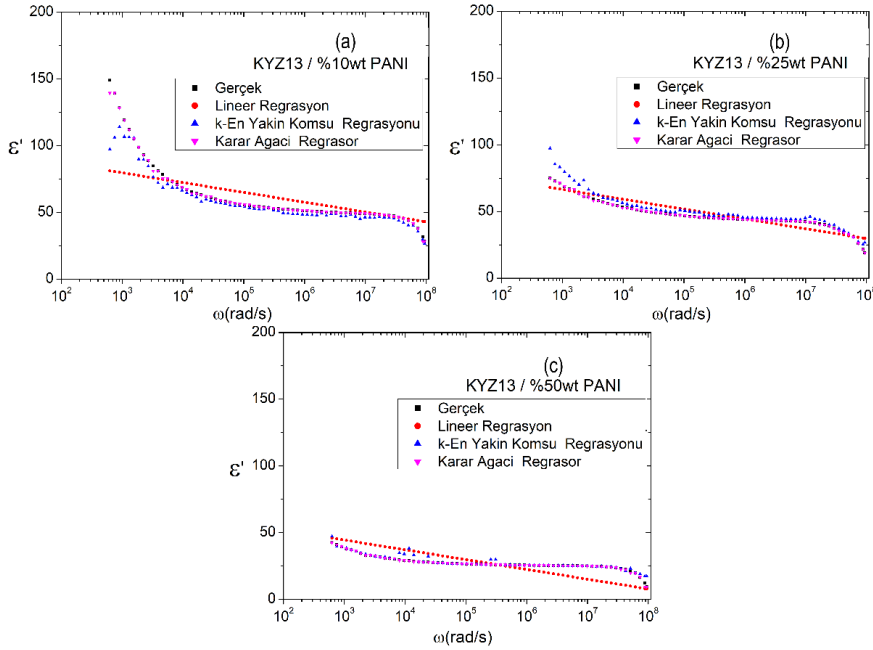 (a)
KYZ13 / %10wt PANI
Gerçek
Lineer Regrasyon
k-En Yakin Komsu Regrasyonu
Karar Agaci Regrasor
ε'
200
150
100
50
0
10² 10³ 10⁴ 10⁵ 10⁶ 10⁷ 10⁸
ω(rad/s)
(b)
KYZ13 / %25wt PANI
Gerçek
Lineer Regrasyon
k-En Yakin Komsu Regrasyonu
Karar Agaci Regrasor
ε'
200
150
100
50
0
10² 10³ 10⁴ 10⁵ 10⁶ 10⁷ 10⁸
ω(rad/s)
(c)
KYZ13 / %50wt PANI
Gerçek
Lineer Regrasyon
k-En Yakin Komsu Regrasyonu
Karar Agaci Regrasor
ε'
200
150
100
50
0
10² 10³ 10⁴ 10⁵ 10⁶ 10⁷ 10⁸
ω(rad/s)